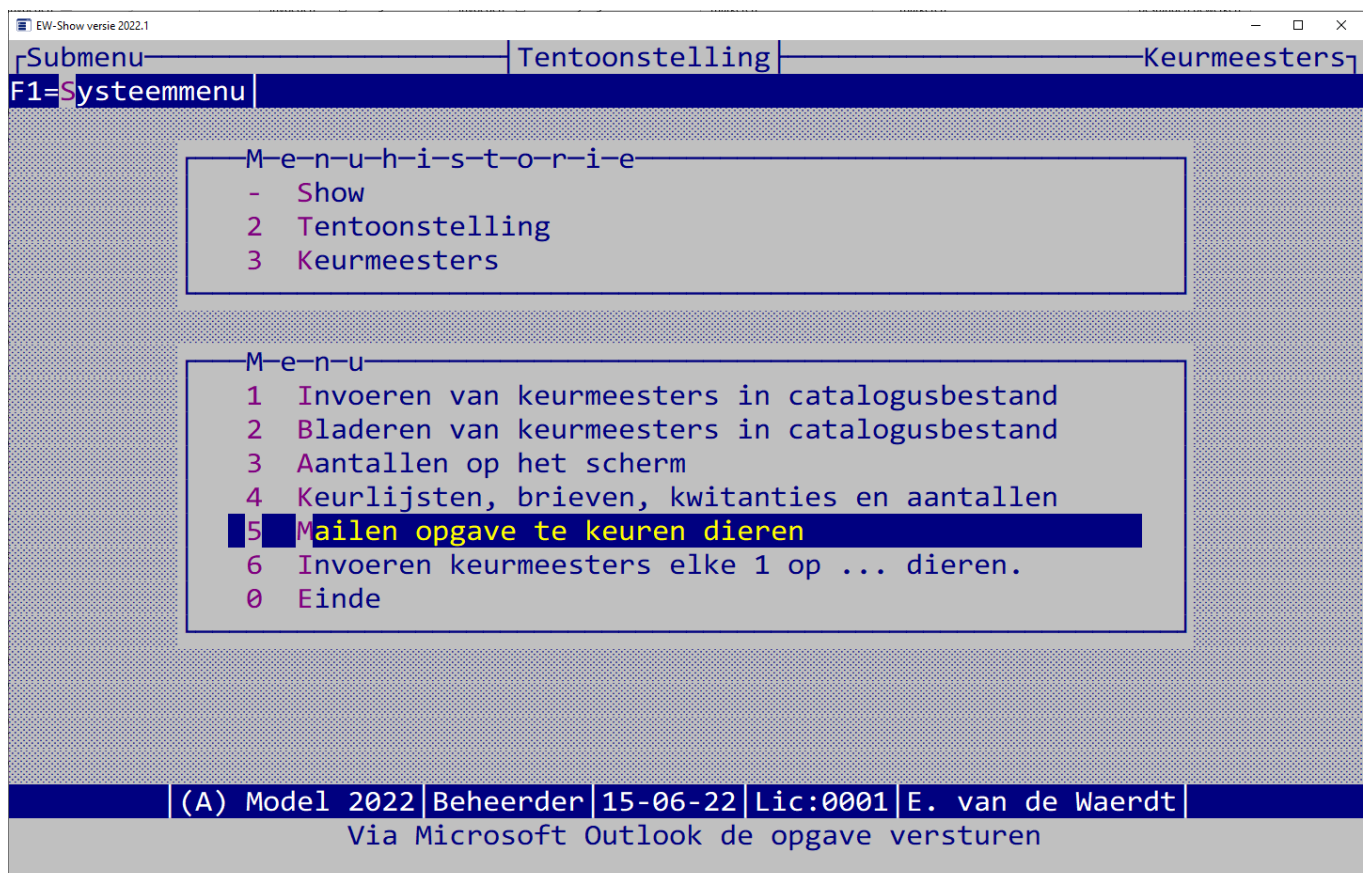 EW-Show versie 2022.1
Submenu Tentoonstelling Keurmeesters
F1=Systeemmenu
M-e-n-u-h-i-s-t-o-r-i-e
- Show
2 Tentoonstelling
3 Keurmeesters
M-e-n-u
1 Invoeren van keurmeesters in catalogusbestand
2 Bladeren van keurmeesters in catalogusbestand
3 Aantallen op het scherm
4 Keurlijsten, brieven, kwitanties en aantallen
5 Mailen opgave te keuren dieren
6 Invoeren keurmeesters elke 1 op ... dieren.
0 Einde
(A) Model 2022|Beheerder|15-06-22|Lic:0001|E. van de Waerdt|
Via Microsoft Outlook de opgave versturen